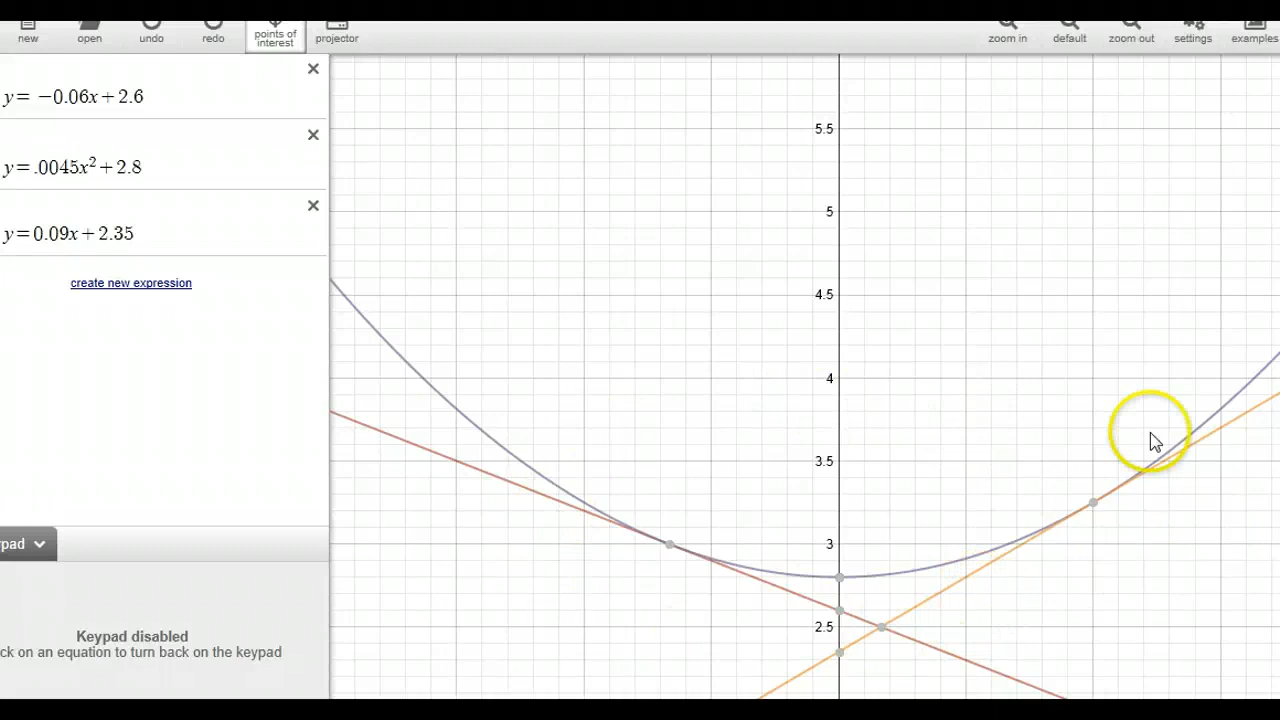 new open undo redo points of interest projector zoom in default zoom out settings examples
y= −0.06x+2.6
y=.0045x²+2.8
y=0.09x+2.35
create new expression
5.5
5
4.5
4
3.5
3
2.5
pad
Keypad disabled
ck on an equation to turn back on the keypad